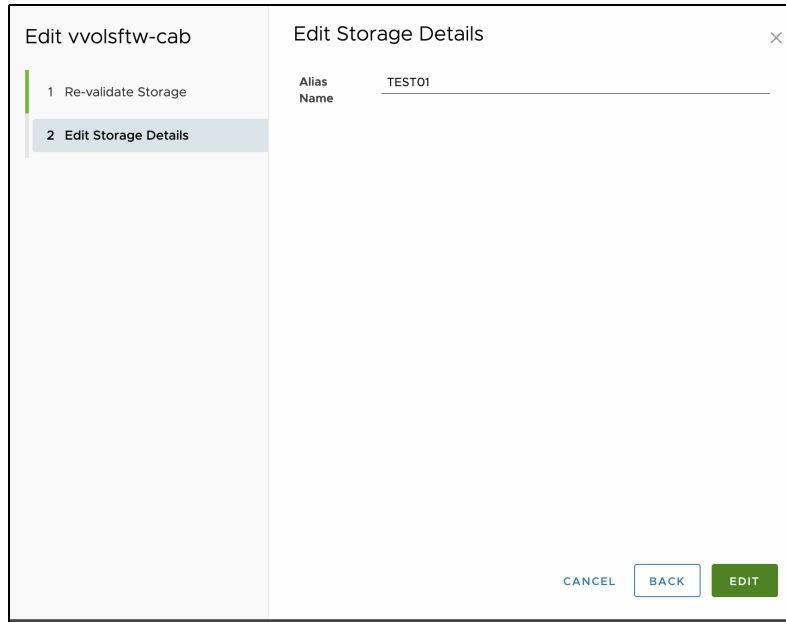 Edit vvolsftw-cab
1 Re-validate Storage
2 Edit Storage Details
Edit Storage Details
Alias
Name
TEST01
CANCEL
BACK
EDIT